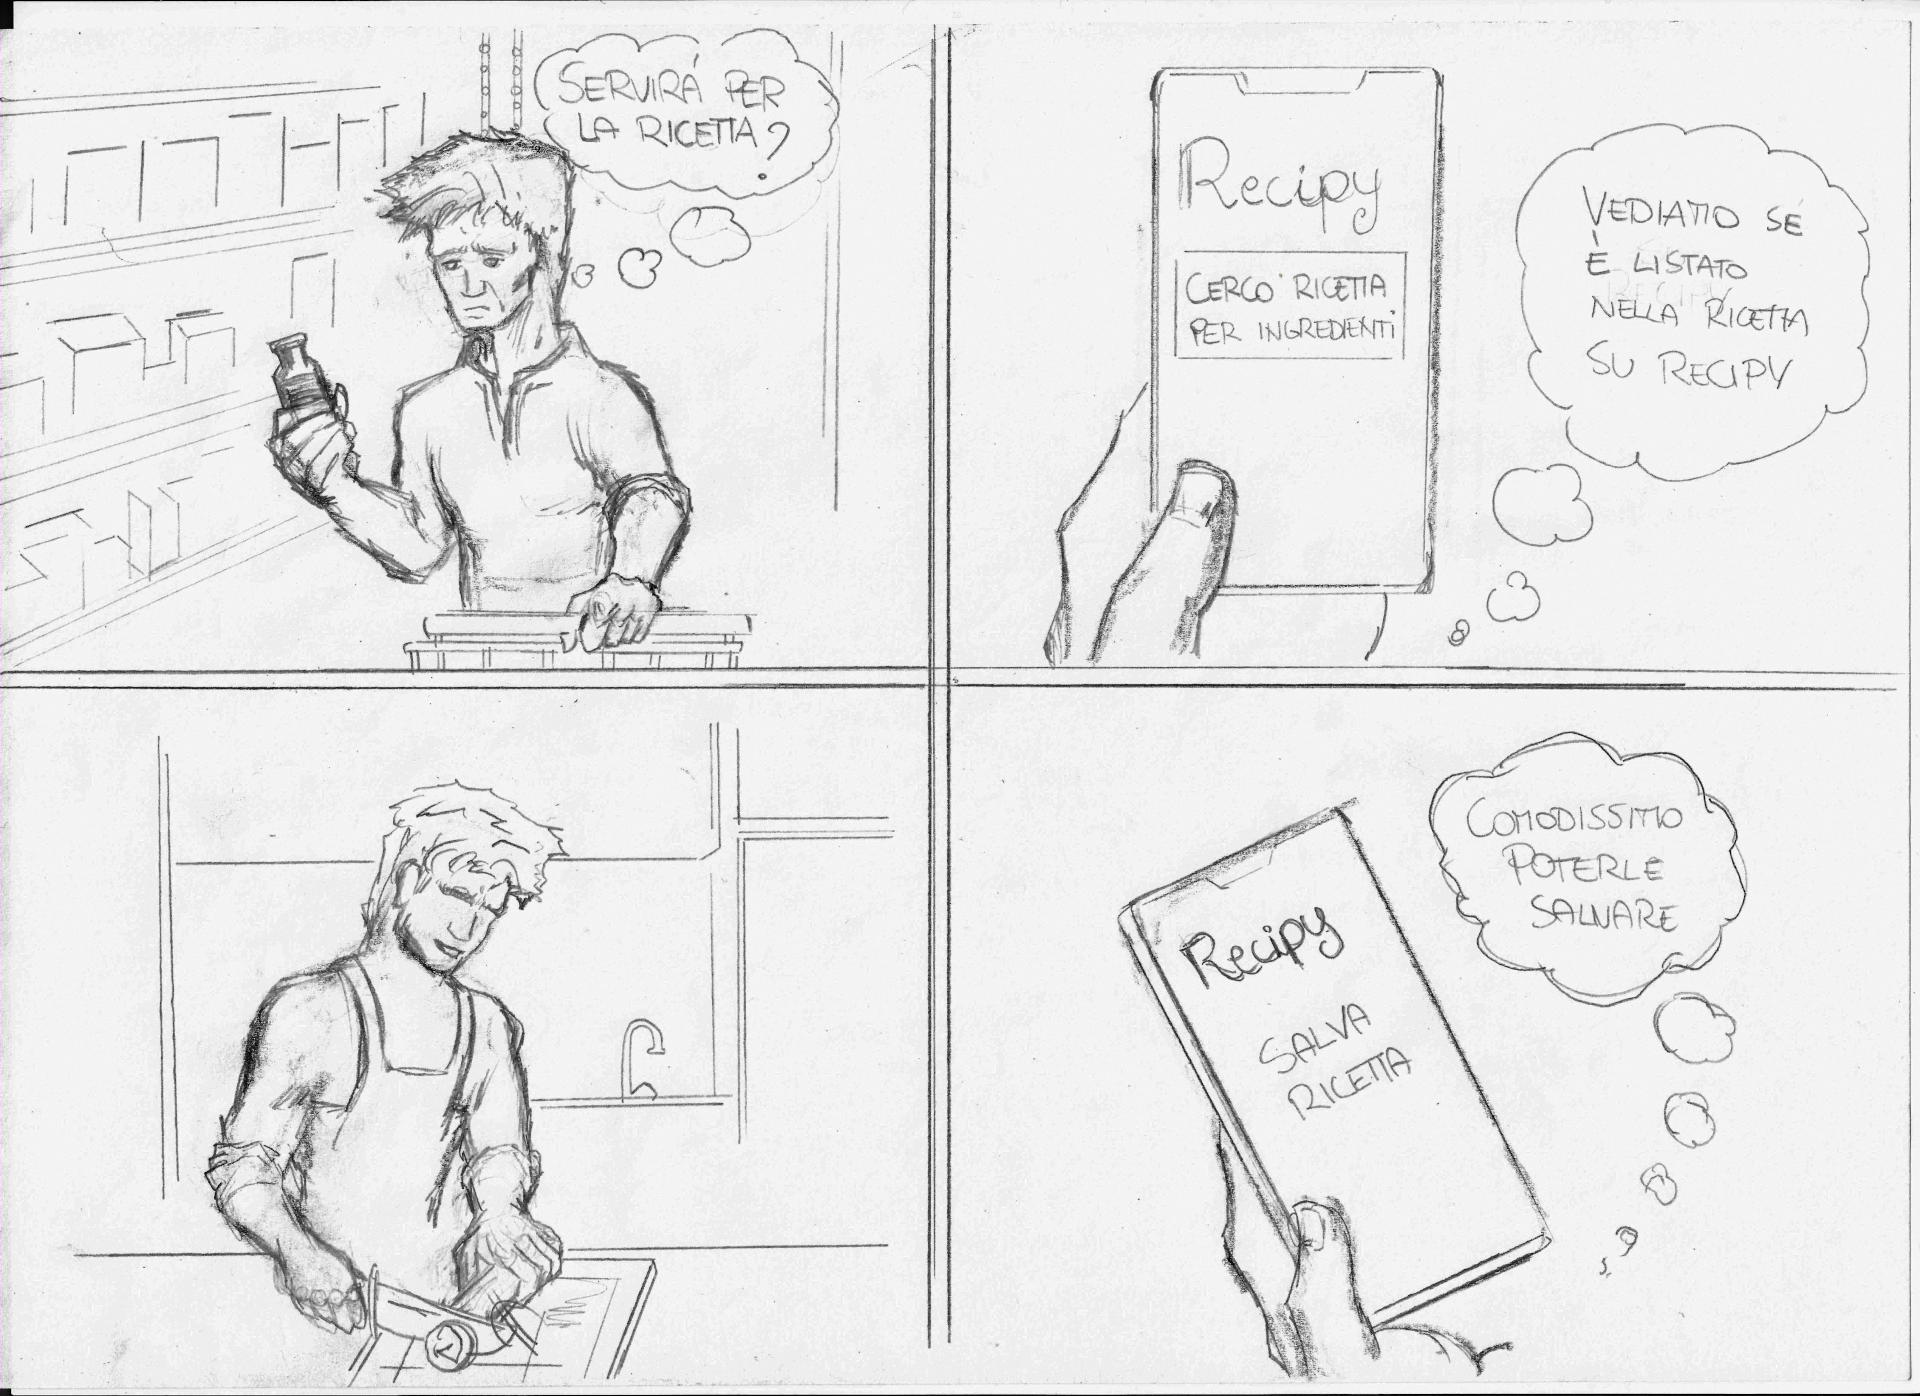 SERVIRÁ PER
LA RICETTA?
Recipy
CERCO RICETTA
PER INGREDIENTI
VEDIAMO SE
È LISTATO
NELLA RICETTA
SU RECIPY
Recipy
SALVA
RICETTA
COMODISSIMO
POTERLE
SALVARE